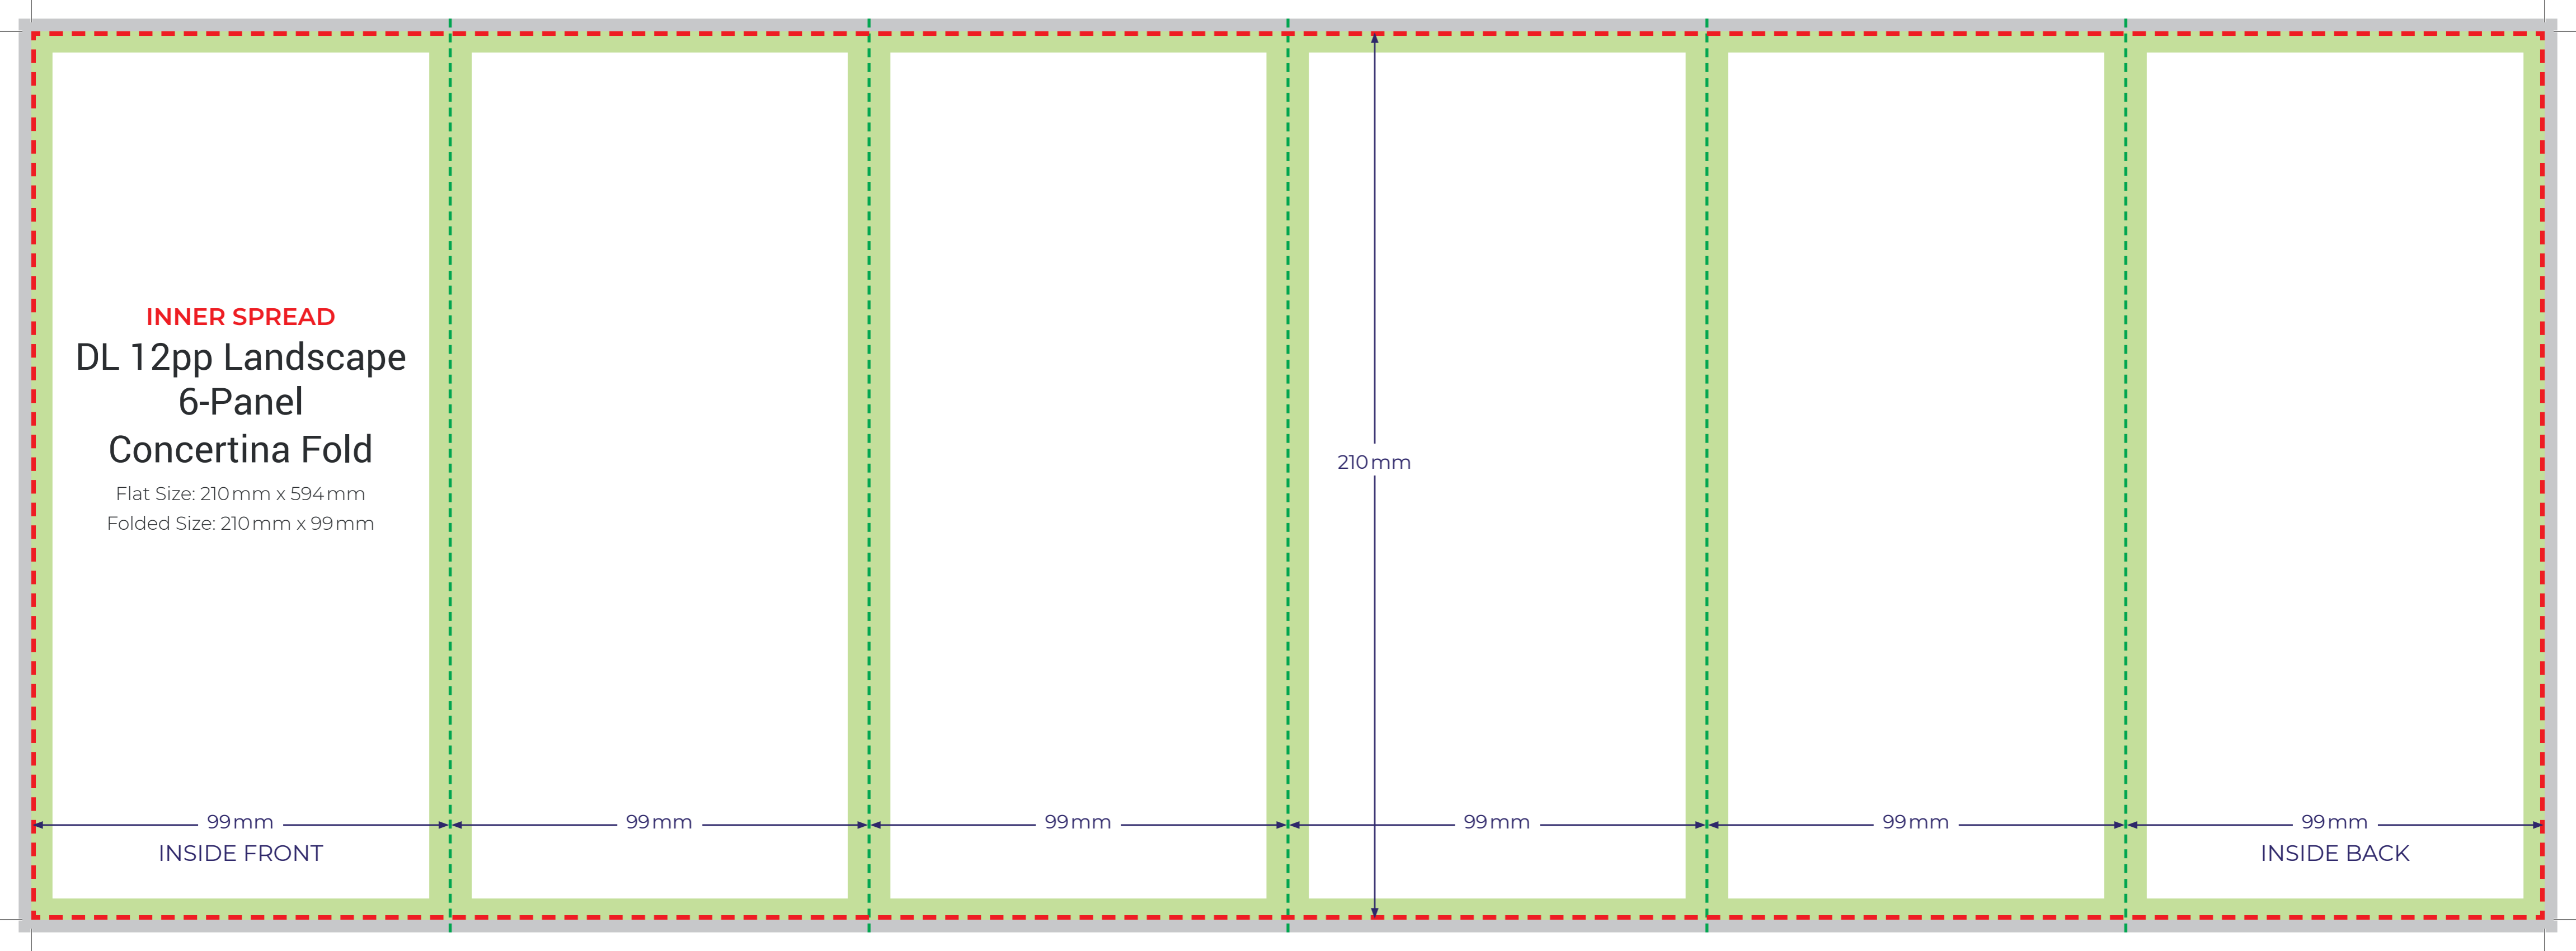 INNER SPREAD
DL 12pp Landscape
6-Panel
Concertina Fold
Flat Size: 210mm x 594mm
Folded Size: 210mm x 99mm
210mm
99mm
99mm
99mm
99mm
99mm
99mm
INSIDE FRONT
INSIDE BACK